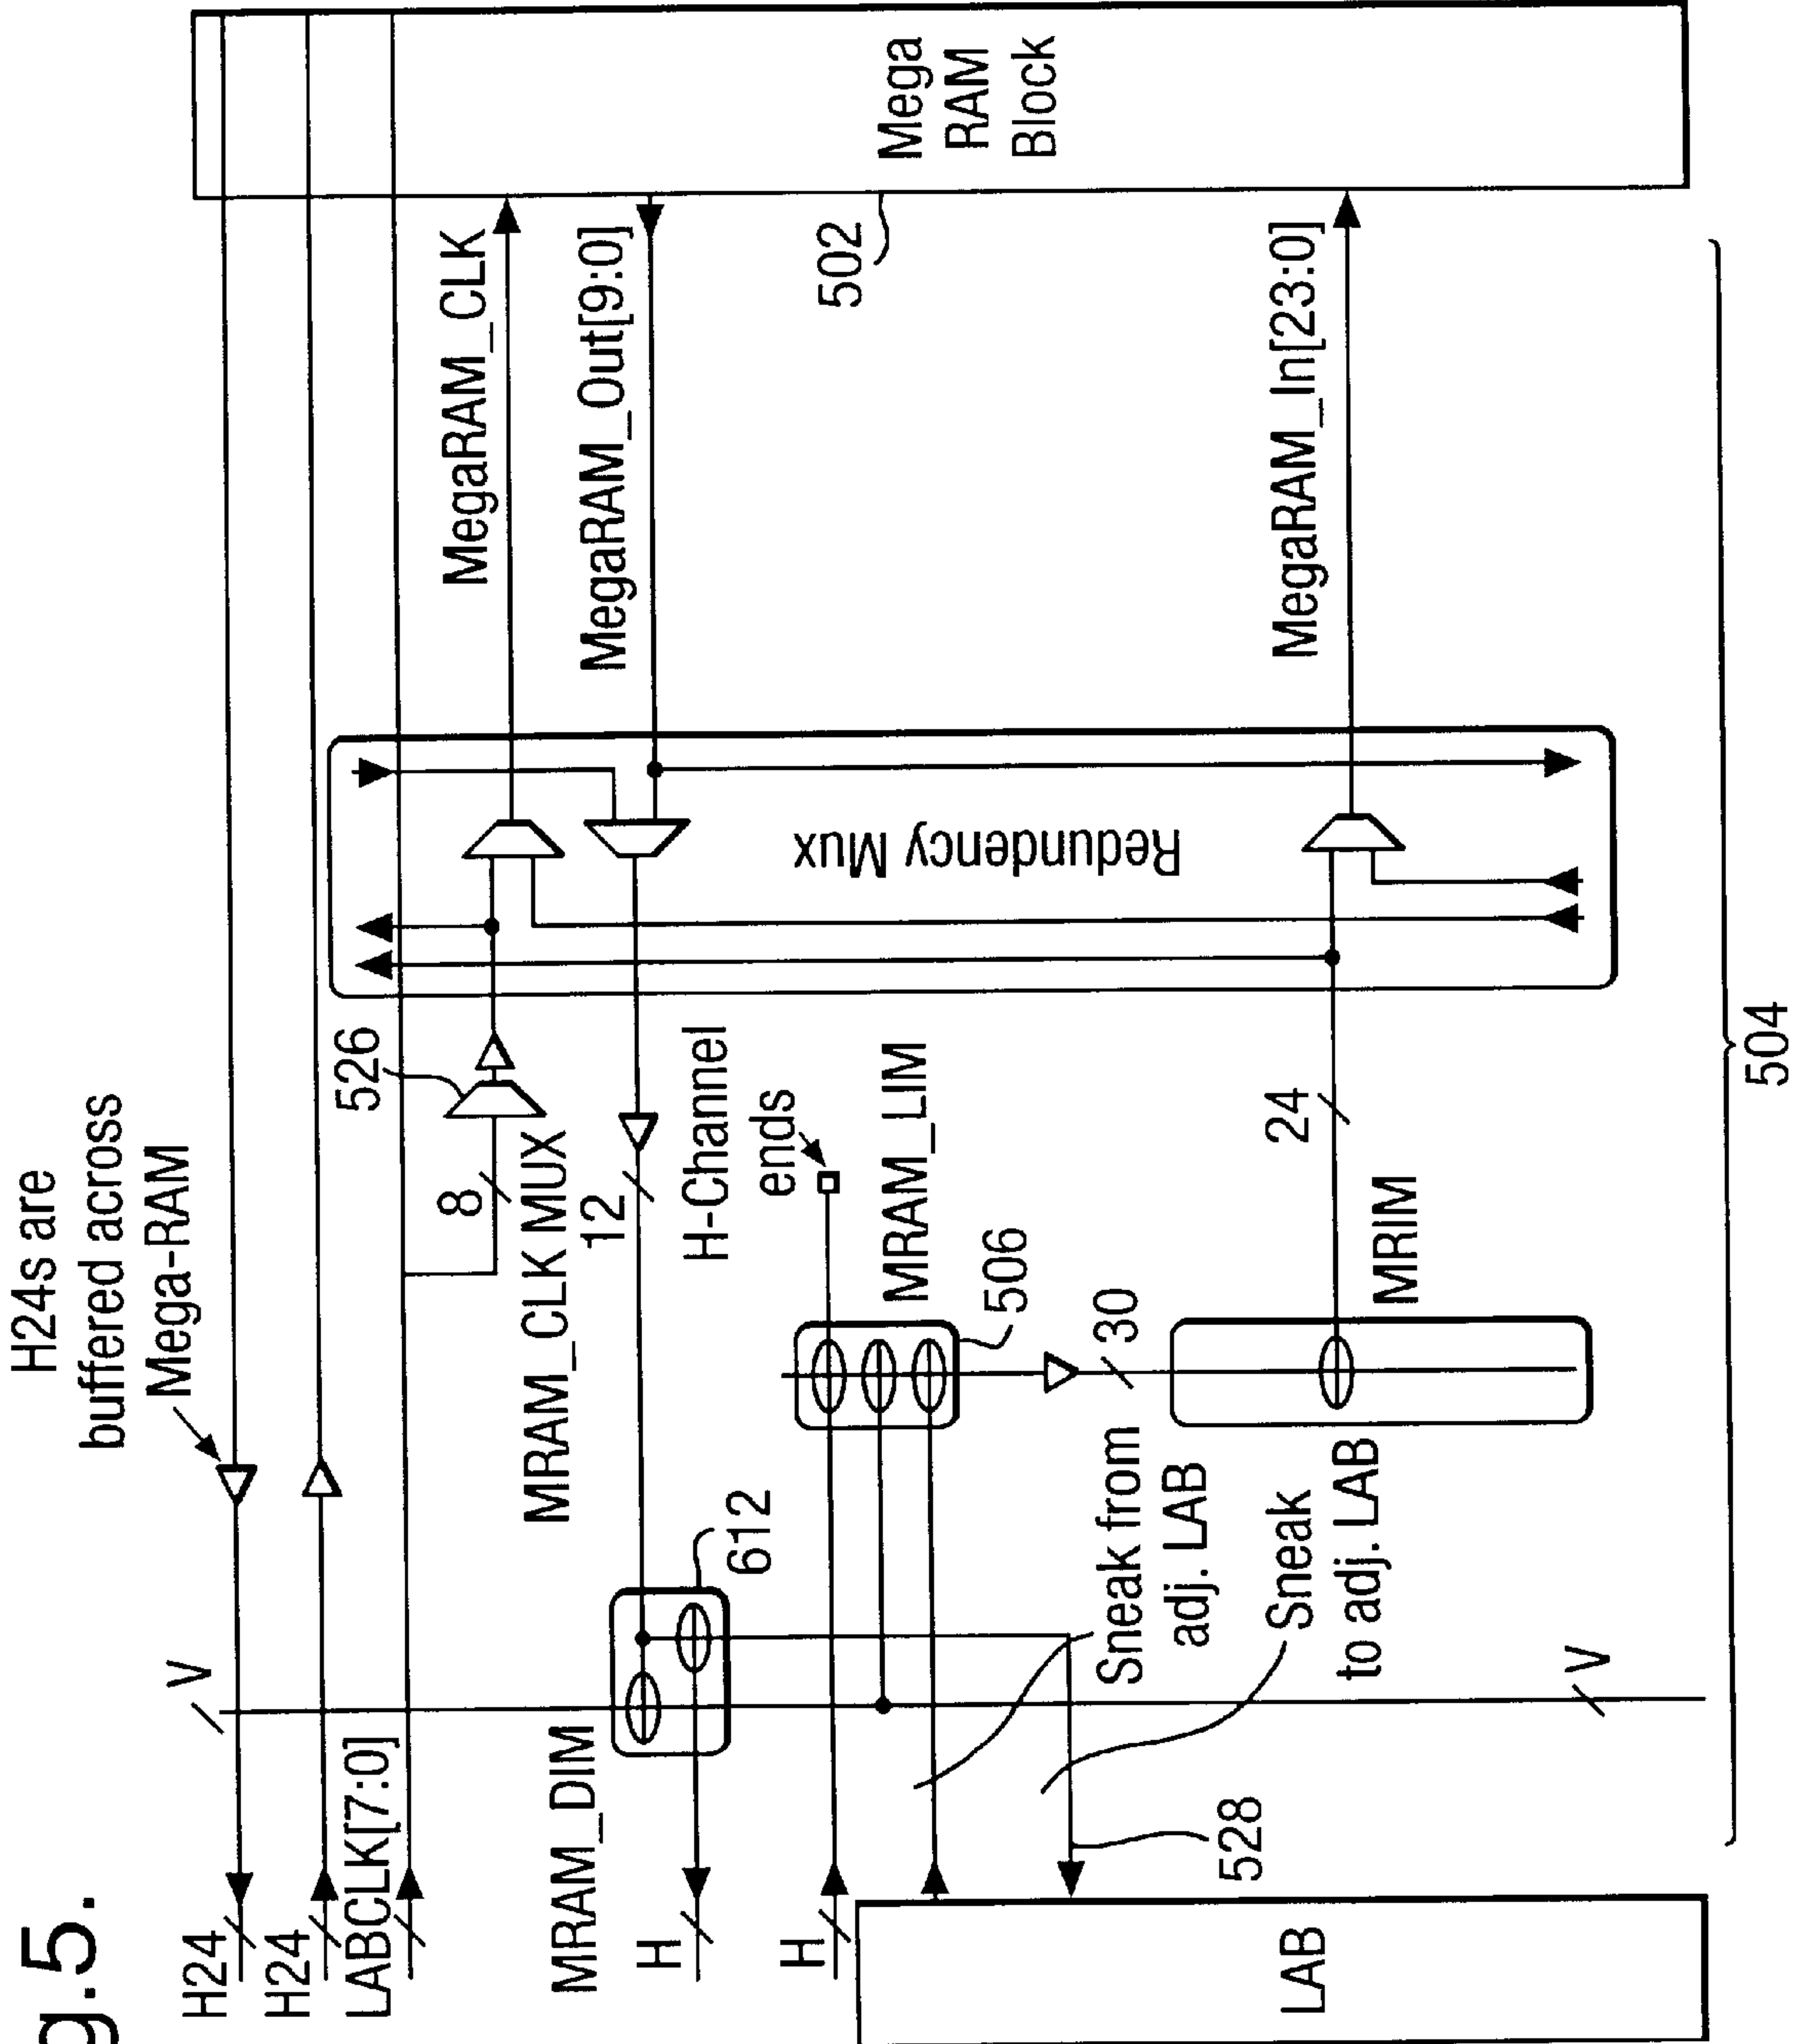 g.5.
H24s are
buffered across
Mega-RAM
H24
H24
LABCLK[7:0]
V
MRAM_DIM
H
H
612
MRAM_CLK MUX
8
526
12
H-Channel
ends
MRAM_LIM
506
30
Sneak from
adj. LAB
Sneak
to adj. LAB
MRIM
24
528
V
LAB
Redundency Mux
MegaRAM_CLK
MegaRAM_Out[9:0]
502
MegaRAM_In[23:0]
Mega
RAM
Block
504